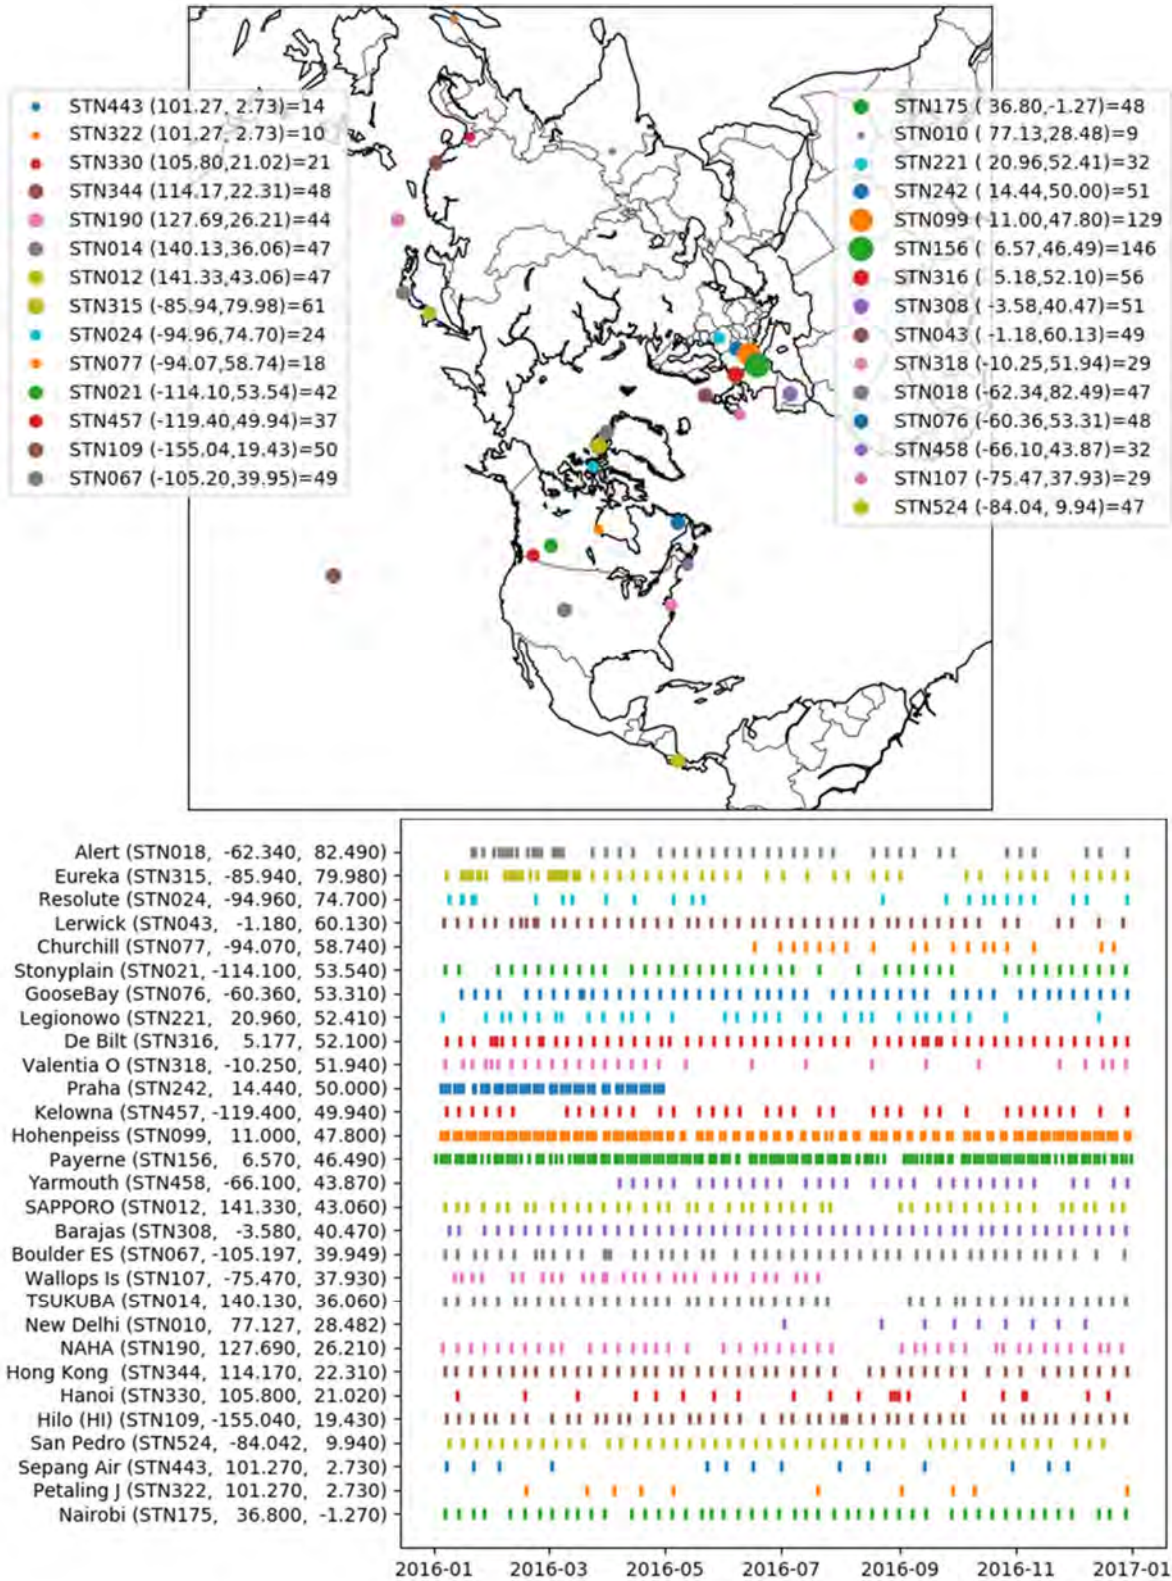 STN443 (101.27, 2.73)=14
STN322 (101.27, 2.73)=10
STN330 (105.80,21.02)=21
STN344 (114.17,22.31)=48
STN190 (127.69,26.21)=44
STN014 (140.13,36.06)=47
STN012 (141.33,43.06)=47
STN315 (-85.94,79.98)=61
STN024 (-94.96,74.70)=24
STN077 (-94.07,58.74)=18
STN021 (-114.10,53.54)=42
STN457 (-119.40,49.94)=37
STN109 (-155.04,19.43)=50
STN067 (-105.20,39.95)=49
STN175 ( 36.80,-1.27)=48
STN010 ( 77.13,28.48)=9
STN221 ( 20.96,52.41)=32
STN242 ( 14.44,50.00)=51
STN099 ( 11.00,47.80)=129
STN156 (  6.57,46.49)=146
STN316 (  5.18,52.10)=56
STN308 ( -3.58,40.47)=51
STN043 ( -1.18,60.13)=49
STN318 (-10.25,51.94)=29
STN018 (-62.34,82.49)=47
STN076 (-60.36,53.31)=48
STN458 (-66.10,43.87)=32
STN107 (-75.47,37.93)=29
STN524 (-84.04, 9.94)=47
Alert (STN018, -62.340, 82.490)
Eureka (STN315, -85.940, 79.980)
Resolute (STN024, -94.960, 74.700)
Lerwick (STN043, -1.180, 60.130)
Churchill (STN077, -94.070, 58.740)
Stonyplain (STN021, -114.100, 53.540)
GooseBay (STN076, -60.360, 53.310)
Legionowo (STN221, 20.960, 52.410)
De Bilt (STN316, 5.177, 52.100)
Valentia O (STN318, -10.250, 51.940)
Praha (STN242, 14.440, 50.000)
Kelowna (STN457, -119.400, 49.940)
Hohenpeiss (STN099, 11.000, 47.800)
Payerne (STN156, 6.570, 46.490)
Yarmouth (STN458, -66.100, 43.870)
SAPPORO (STN012, 141.330, 43.060)
Barajas (STN308, -3.580, 40.470)
Boulder ES (STN067, -105.197, 39.949)
Wallops Is (STN107, -75.470, 37.930)
TSUKUBA (STN014, 140.130, 36.060)
New Delhi (STN010, 77.127, 28.482)
NAHA (STN190, 127.690, 26.210)
Hong Kong (STN344, 114.170, 22.310)
Hanoi (STN330, 105.800, 21.020)
Hilo (HI) (STN109, -155.040, 19.430)
San Pedro (STN524, -84.042, 9.940)
Sepang Air (STN443, 101.270, 2.730)
Petaling J (STN322, 101.270, 2.730)
Nairobi (STN175, 36.800, -1.270)
2016-01 2016-03 2016-05 2016-07 2016-09 2016-11 2017-01